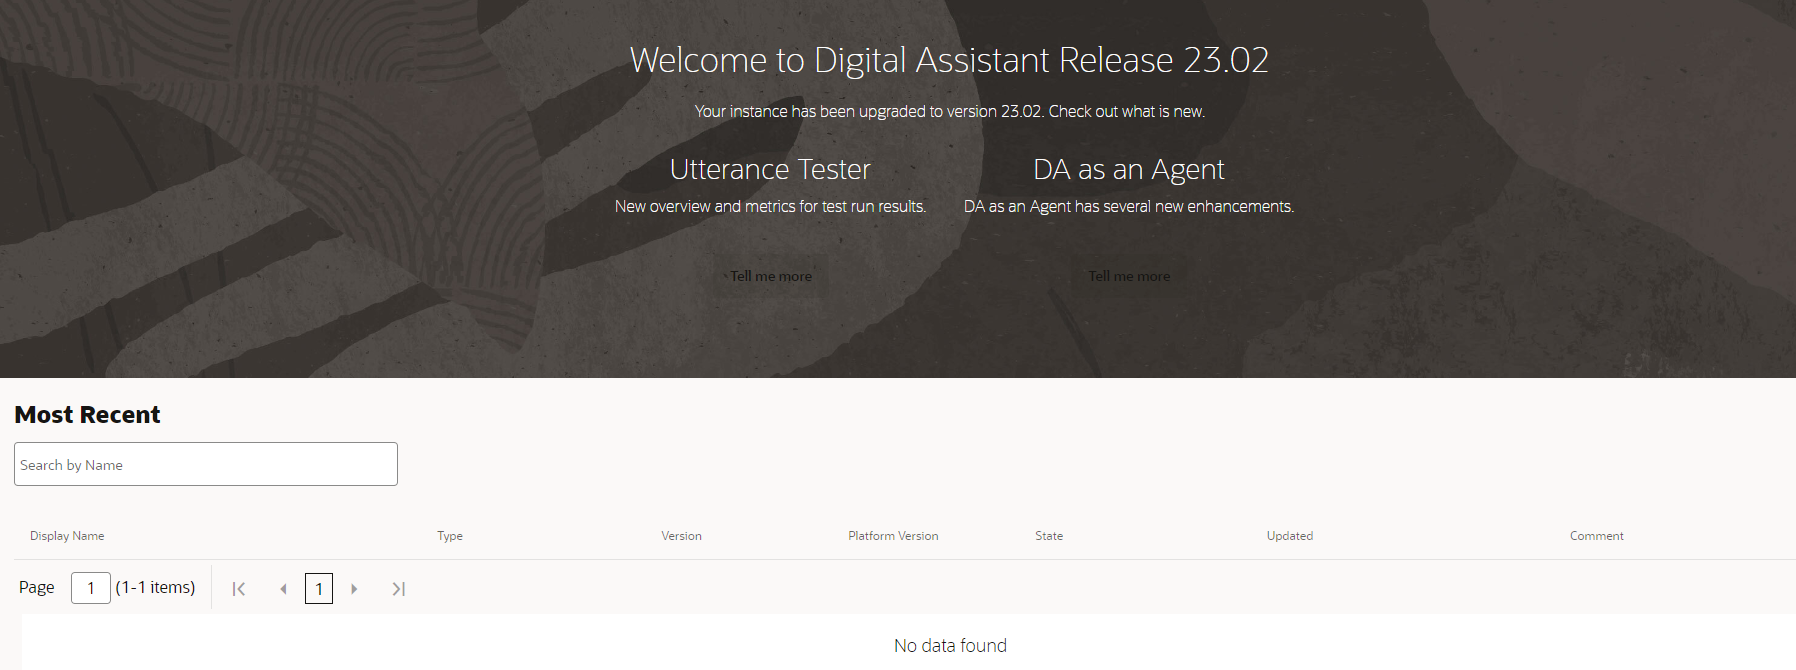 Welcome to Digital Assistant Release 23.02
Your instance has been upgraded to version 23.02. Check out what is new.
Utterance Tester
DA as an Agent
New overview and metrics for test run results.
DA as an Agent has several new enhancements.
Tell me more
Tell me more
Most Recent
Search by Name
Display Name Type Version Platform Version State Updated Comment
Page 1 (1-1 items) 1
No data found